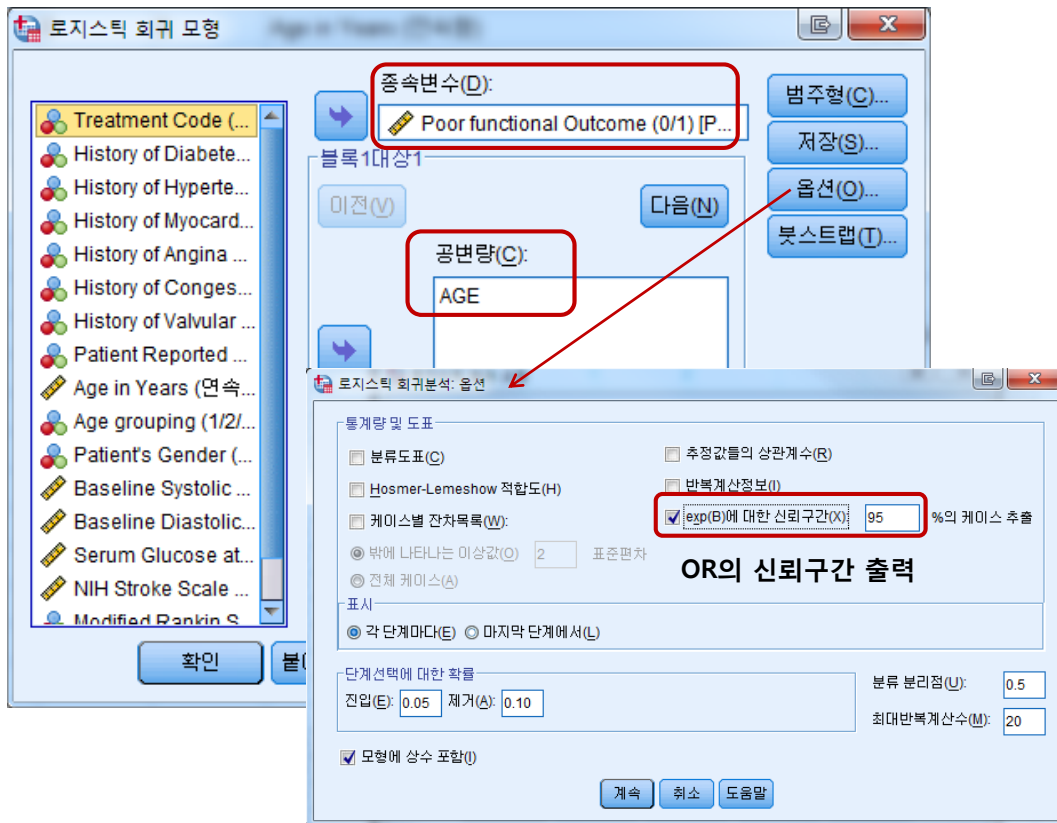 로지스틱 회귀 모형
종속변수(D):
Poor functional Outcome (0/1) [P...
Treatment Code (...
History of Diabete...
History of Hyperte...
History of Myocard...
History of Angina ...
History of Conges...
History of Valvular ...
Patient Reported ...
Age in Years (연속...
Age grouping (1/2/...
Patient's Gender (...
Baseline Systolic ...
Baseline Diastolic...
Serum Glucose at...
NIH Stroke Scale ...
Modified Rankin S...
블록1대상1
이전(V)
다음(N)
공변량(C):
AGE
범주형(C)...
저장(S)...
옵션(O)...
붓스트랩(T)...
확인
로지스틱 회귀분석: 옵션
통계량 및 도표
분류도표(C)
추정값들의 상관계수(R)
Hosmer-Lemeshow 적합도(H)
반복계산정보(I)
케이스별 잔차목록(W):
exp(B)에 대한 신뢰구간(X): 95 %의 케이스 추출
밖에 나타나는 이상값(O) 2 표준편차
전체 케이스(A)
OR의 신뢰구간 출력
표시
각 단계마다(E) 마지막 단계에서(L)
단계선택에 대한 확률
진입(E): 0.05 제거(A): 0.10
분류 분리점(U): 0.5
최대반복계산수(M): 20
모형에 상수 포함(I)
계속 취소 도움말